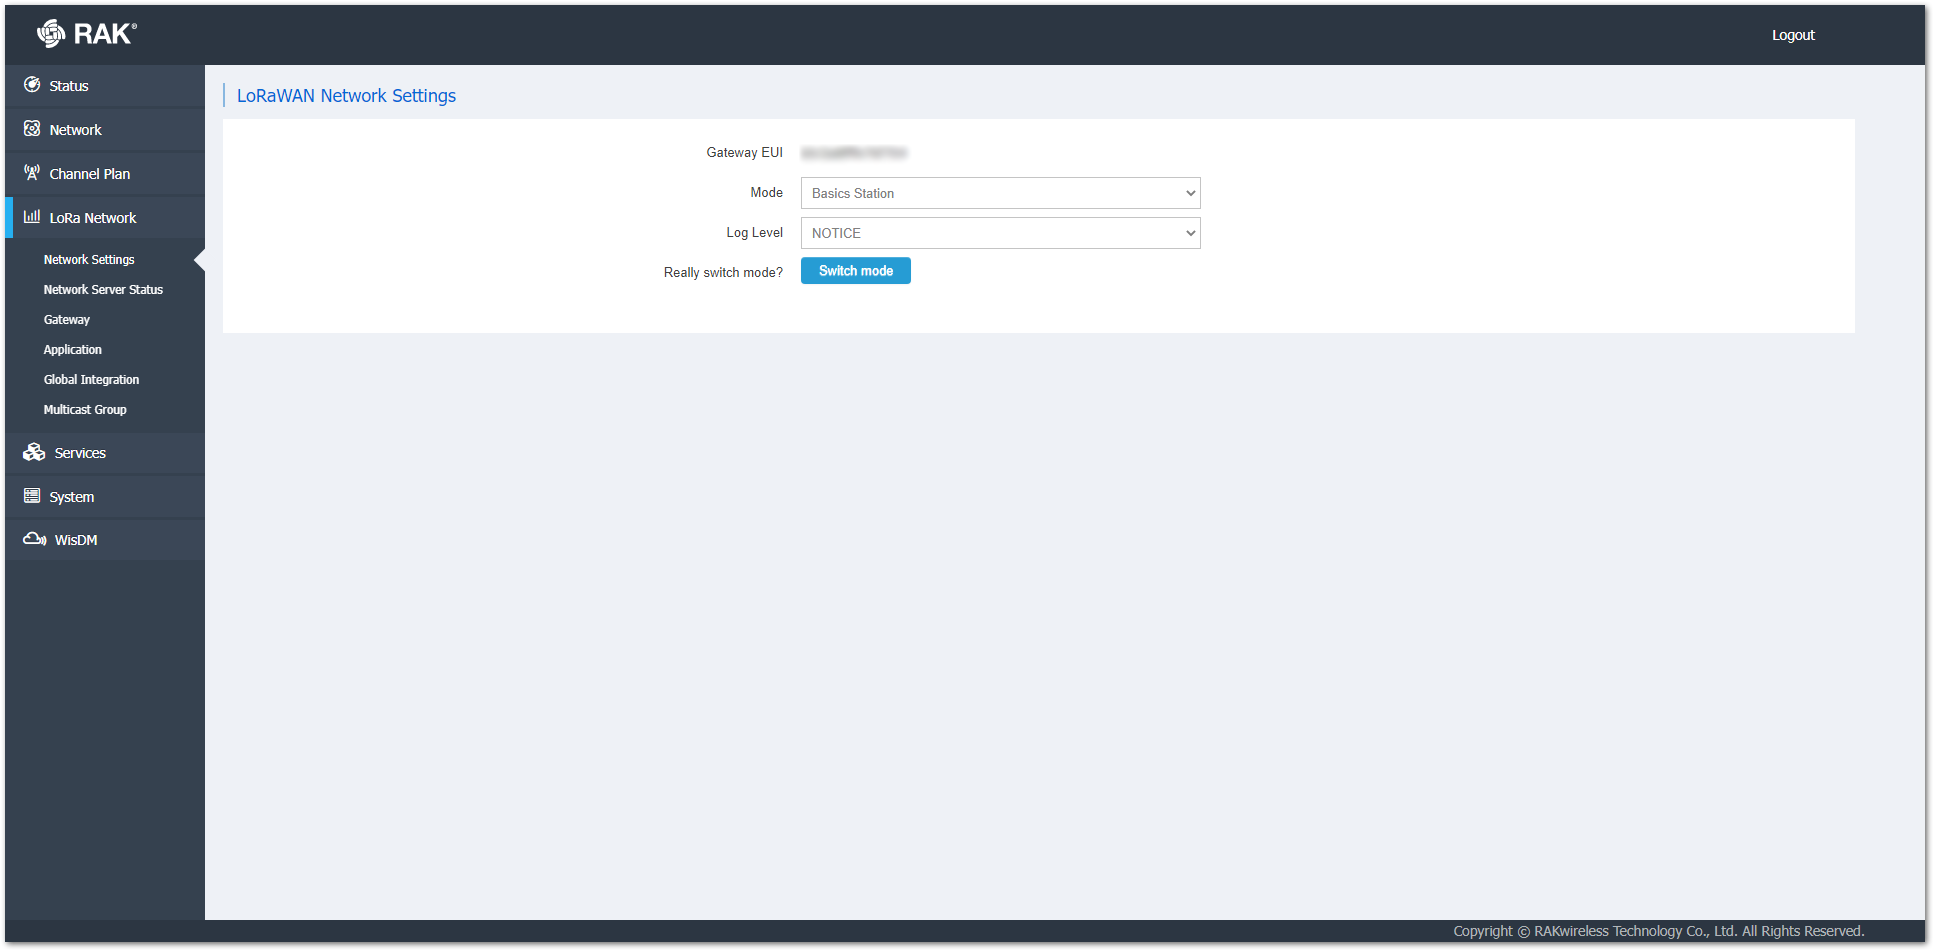 RAK®
Logout
Status
Network
Channel Plan
LoRa Network
Network Settings
Network Server Status
Gateway
Application
Global Integration
Multicast Group
Services
System
WisDM
LoRaWAN Network Settings
Gateway EUI
Mode Basics Station
Log Level NOTICE
Really switch mode? Switch mode
Copyright © RAKwireless Technology Co., Ltd. All Rights Reserved.